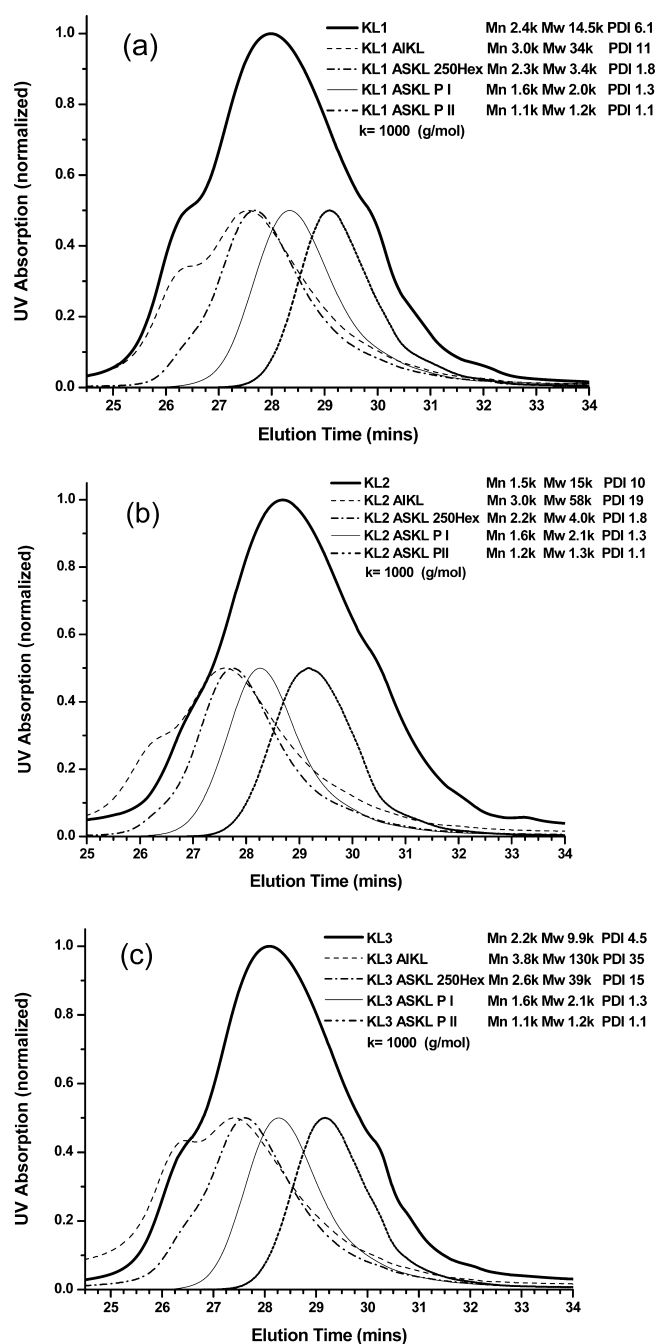 (a)
KL1 Mn 2.4k Mw 14.5k PDI 6.1
KL1 AIKL Mn 3.0k Mw 34k PDI 11
KL1 ASKL 250Hex Mn 2.3k Mw 3.4k PDI 1.8
KL1 ASKL P I Mn 1.6k Mw 2.0k PDI 1.3
KL1 ASKL P II Mn 1.1k Mw 1.2k PDI 1.1
k= 1000 (g/mol)
UV Absorption (normalized)
1.0
0.8
0.6
0.4
0.2
0.0
25 26 27 28 29 30 31 32 33 34
Elution Time (mins)
(b)
KL2 Mn 1.5k Mw 15k PDI 10
KL2 AIKL Mn 3.0k Mw 58k PDI 19
KL2 ASKL 250Hex Mn 2.2k Mw 4.0k PDI 1.8
KL2 ASKL P I Mn 1.6k Mw 2.1k PDI 1.3
KL2 ASKL PII Mn 1.2k Mw 1.3k PDI 1.1
k= 1000 (g/mol)
UV Absorption (normalized)
1.0
0.8
0.6
0.4
0.2
0.0
25 26 27 28 29 30 31 32 33 34
Elution Time (mins)
(c)
KL3 Mn 2.2k Mw 9.9k PDI 4.5
KL3 AIKL Mn 3.8k Mw 130k PDI 35
KL3 ASKL 250Hex Mn 2.6k Mw 39k PDI 15
KL3 ASKL P I Mn 1.6k Mw 2.1k PDI 1.3
KL3 ASKL P II Mn 1.1k Mw 1.2k PDI 1.1
k= 1000 (g/mol)
UV Absorption (normalized)
1.0
0.8
0.6
0.4
0.2
0.0
25 26 27 28 29 30 31 32 33 34
Elution Time (mins)